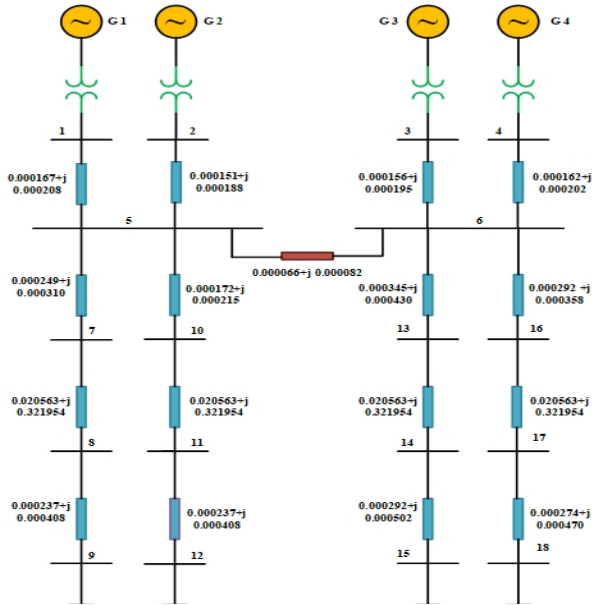 G 1
G 2
G 3
G 4
1
2
3
4
0.000167+j
0.000208
0.000151+j
0.000188
0.000156+j
0.000195
0.000162+j
0.000202
5
6
0.000066+j 0.000082
0.000249+j
0.000310
0.000172+j
0.000215
0.000345+j
0.000430
0.000292 +j
0.000358
7
10
13
16
0.020563+j
0.321954
0.020563+j
0.321954
0.020563+j
0.321954
0.020563+j
0.321954
8
11
14
17
0.000237+j
0.000408
0.000237+j
0.000408
0.000292+j
0.000502
0.000274+j
0.000470
9
12
15
18